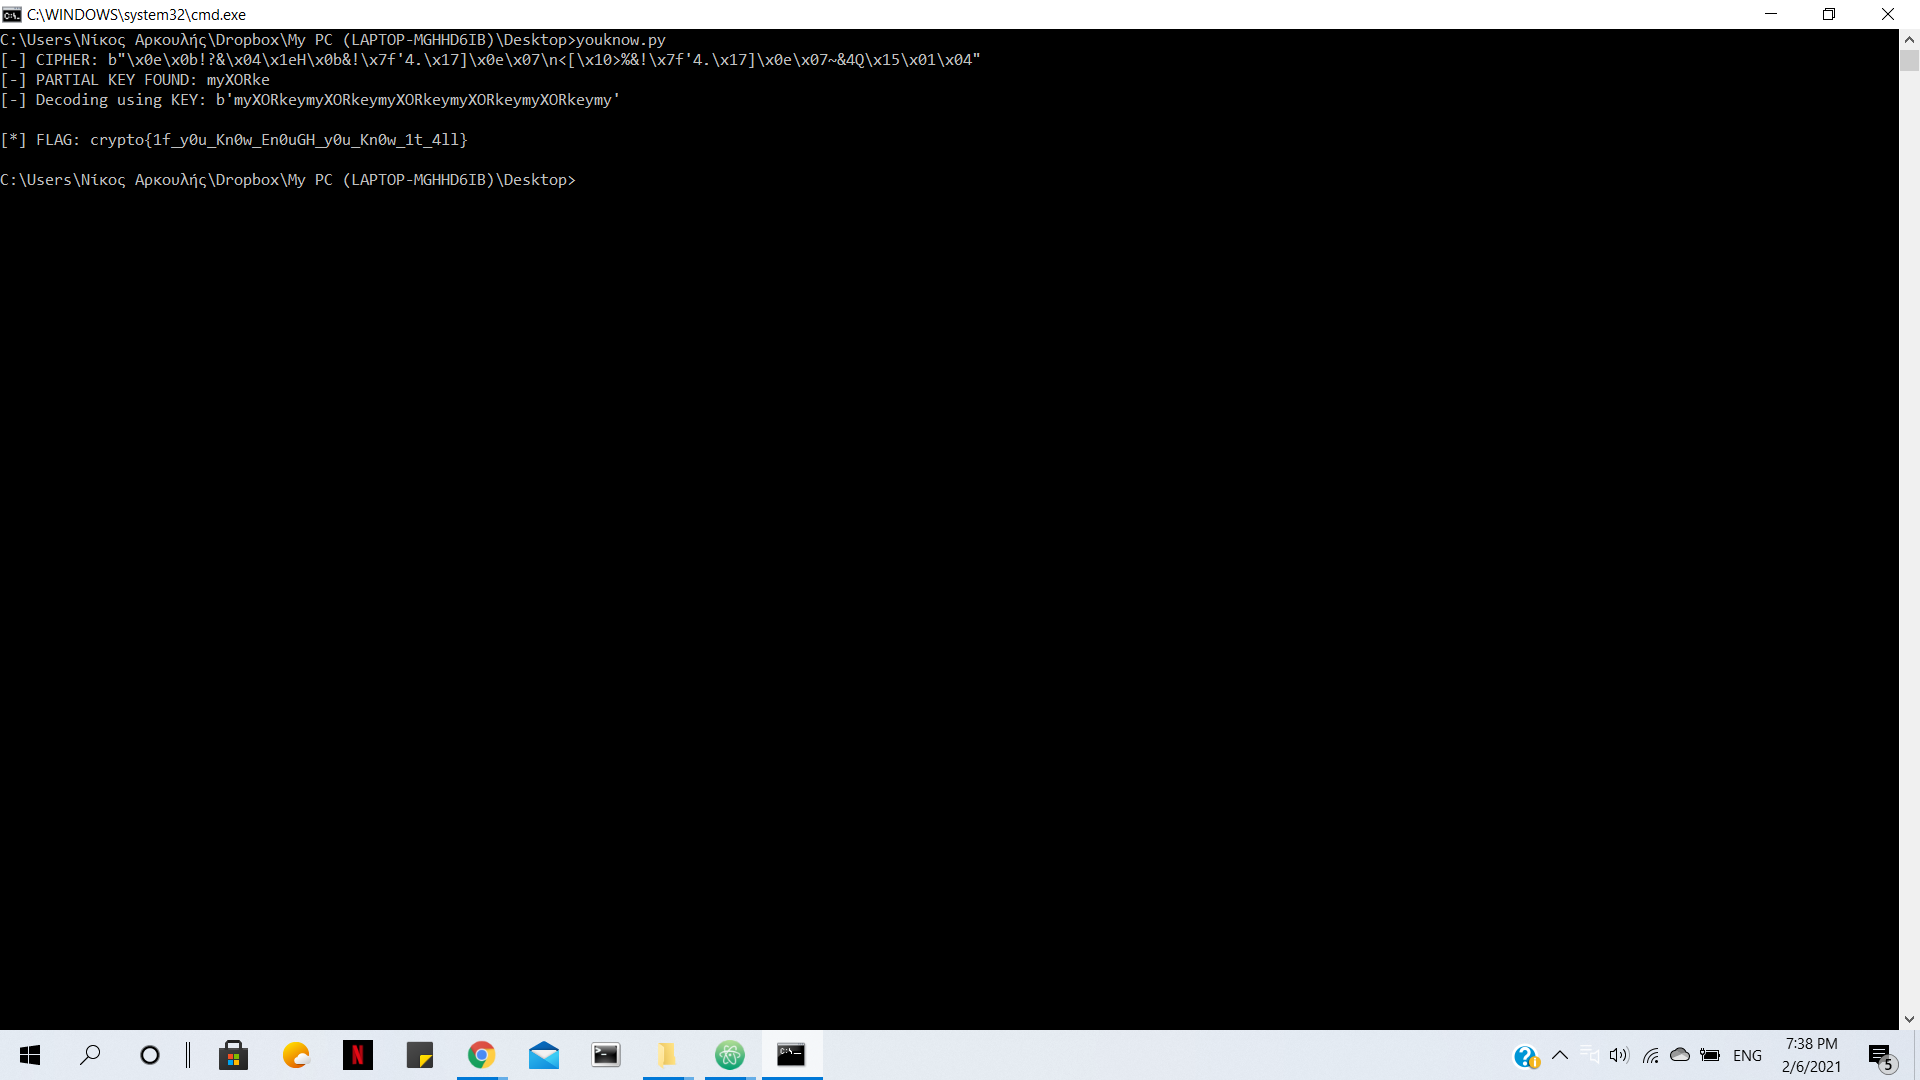 C:\WINDOWS\system32\cmd.exe
C:\Users\Νίκος Αρκουλής\Dropbox\My PC (LAPTOP-MGHHD6IB)\Desktop>youknow.py
[-] CIPHER: b"\x0e\x0b!?&\x04\x1eH\x0b&!\x7f'4.\x17]\x0e\x07\n<[\x10>%&!\x7f'4.\x17]\x0e\x07~&4Q\x15\x01\x04"
[-] PARTIAL KEY FOUND: myXORke
[-] Decoding using KEY: b'myXORkeymyXORkeymyXORkeymyXORkeymyXORkeymy'
[*] FLAG: crypto{1f_y0u_Kn0w_En0uGH_y0u_Kn0w_1t_4ll}
C:\Users\Νίκος Αρκουλής\Dropbox\My PC (LAPTOP-MGHHD6IB)\Desktop>
ENG
7:38 PM
2/6/2021
5